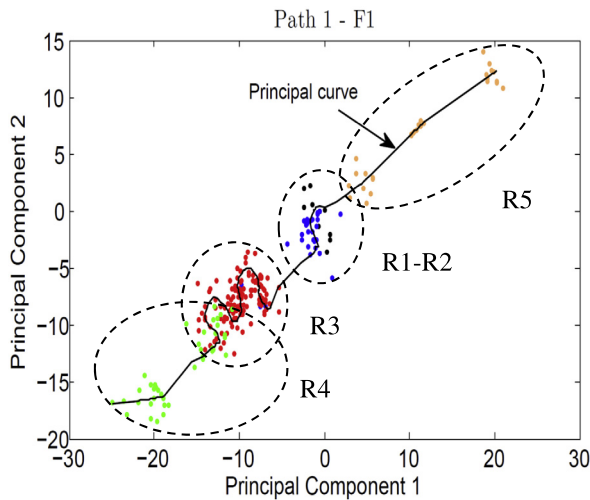 Path 1 - F1
15
10
5
0
−5
−10
−15
−20
−30
−20
−10
0
10
20
30
Principal Component 2
Principal Component 1
Principal curve
R5
R1-R2
R3
R4